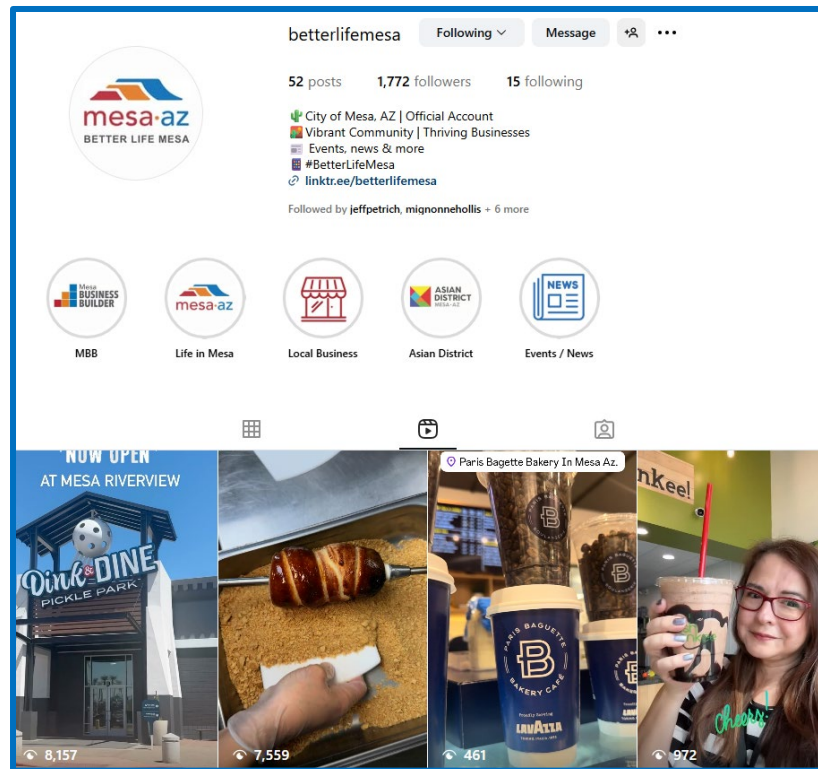 betterlifemesa Following Message
52 posts 1,772 followers 15 following
mesa·az
BETTER LIFE MESA
City of Mesa, AZ | Official Account
Vibrant Community | Thriving Businesses
Events, news & more
#BetterLifeMesa
linktr.ee/betterlifemesa
Followed by jeffpetrich, mignonnehollis + 6 more
Mesa
BUSINESS
BUILDER
mesa·az
ASIAN
DISTRICT
MESA·AZ
NEWS
MBB
Life in Mesa
Local Business
Asian District
Events / News
NOW OPEN
AT MESA RIVERVIEW
Dink & DINE
PICKLE PARK
8,157
7,559
Paris Bagette Bakery In Mesa Az.
B
PARIS BAGUETTE
BAKERY CAFÉ
Proudly Serving
LAVAZZA
461
nkee!
cheers!
972